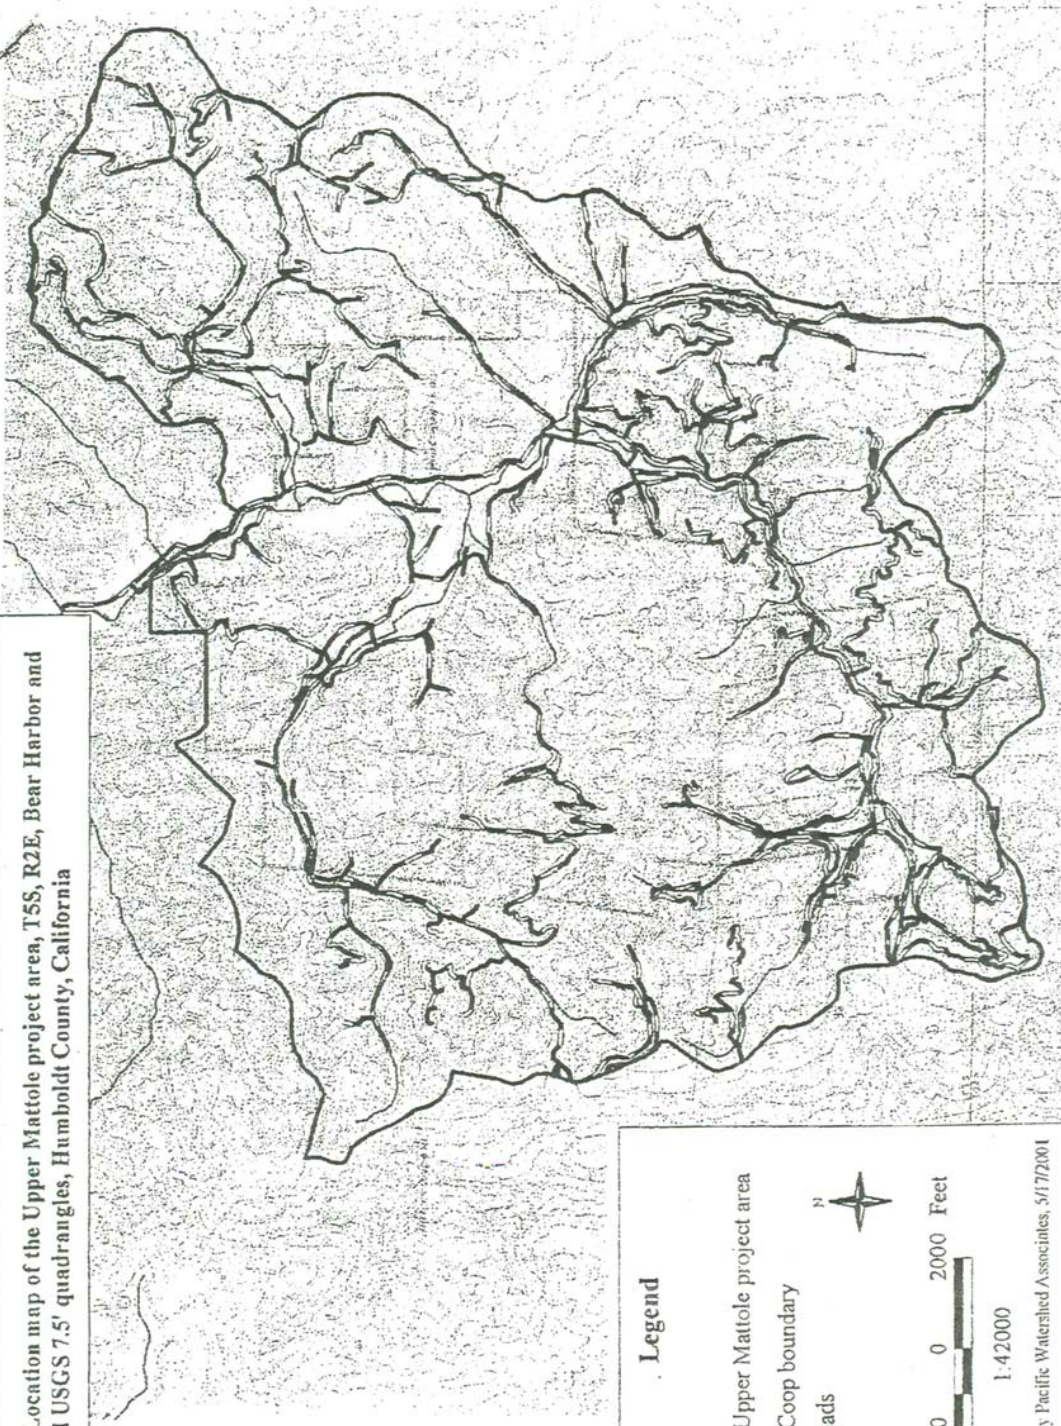 Location map of the Upper Mattole project area, T5S, R2E, Bear Harbor and
USGS 7.5' quadrangles, Humboldt County, California
Legend
Upper Mattole project area
Coop boundary
ads
N
0 2000 Feet
1:42000
Pacific Watershed Associates, 5/17/2001